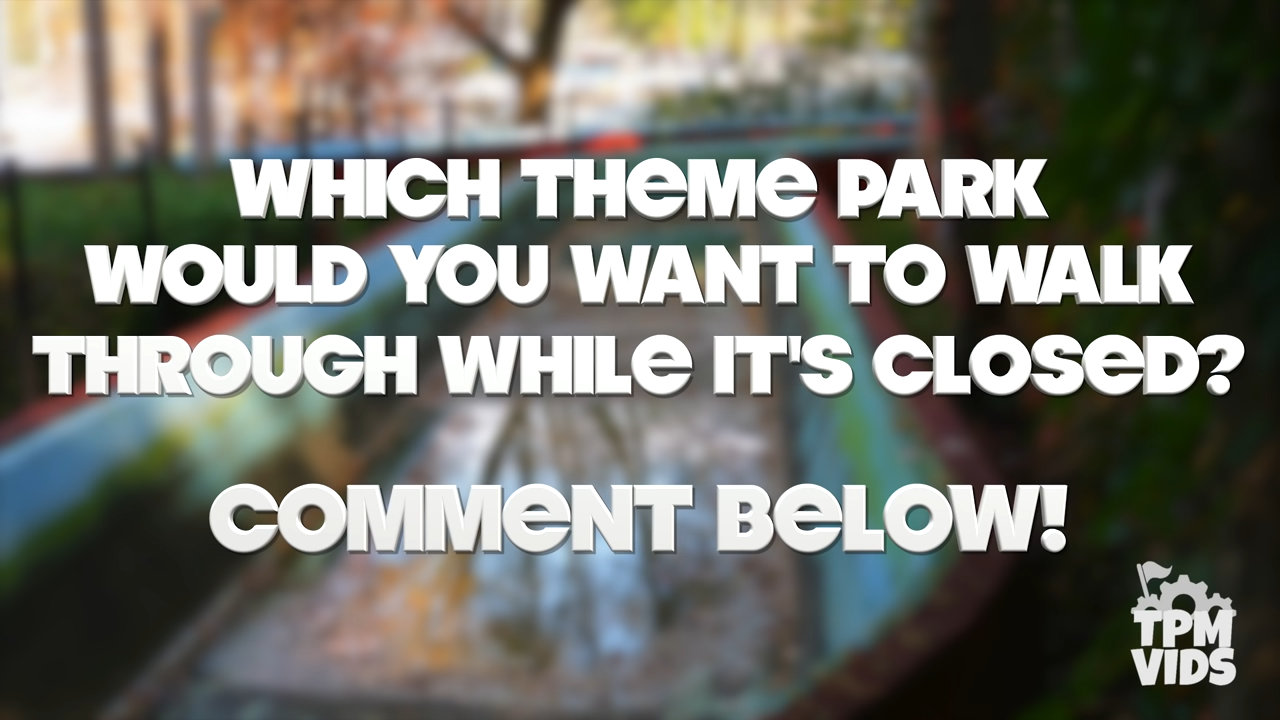 WHICH THEME PARK
WOULD YOU WANT TO WALK
THROUGH WHILE IT'S CLOSED?
COMMENT BELOW!
TPM
VIDS